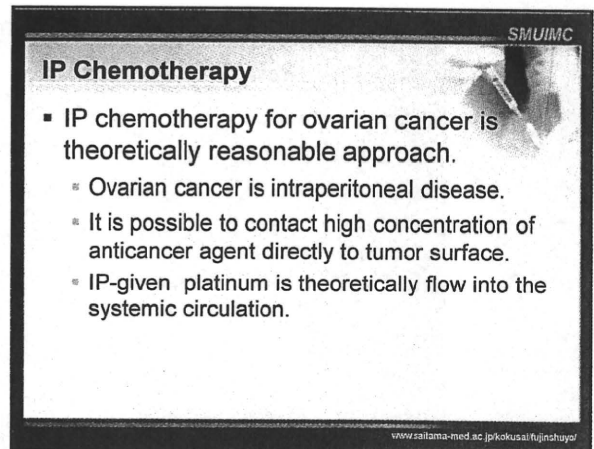 SMUIMC
IP Chemotherapy
▪ IP chemotherapy for ovarian cancer is
theoretically reasonable approach.
Ovarian cancer is intraperitoneal disease.
It is possible to contact high concentration of
anticancer agent directly to tumor surface.
IP-given platinum is theoretically flow into the
systemic circulation.
www.saitama-med.ac.jp/kokusai/fujinshuyo/